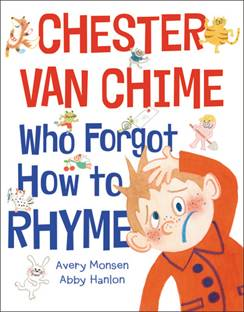 CHESTER
VAN CHIME
Who Forgot
How to
RHYME
Avery Monsen
Abby Hanlon